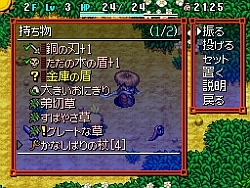 2F Lv 3 HP 24/ 24 21:25
持ち物 (1/2)
銅の刃+1
ただの木の盾+1
金庫の盾
大きいおにぎり
弟切草
すばやさ草
!グレートな草
かなしばりの杖[4]
振る
投げる
セット
置く
説明
戻る